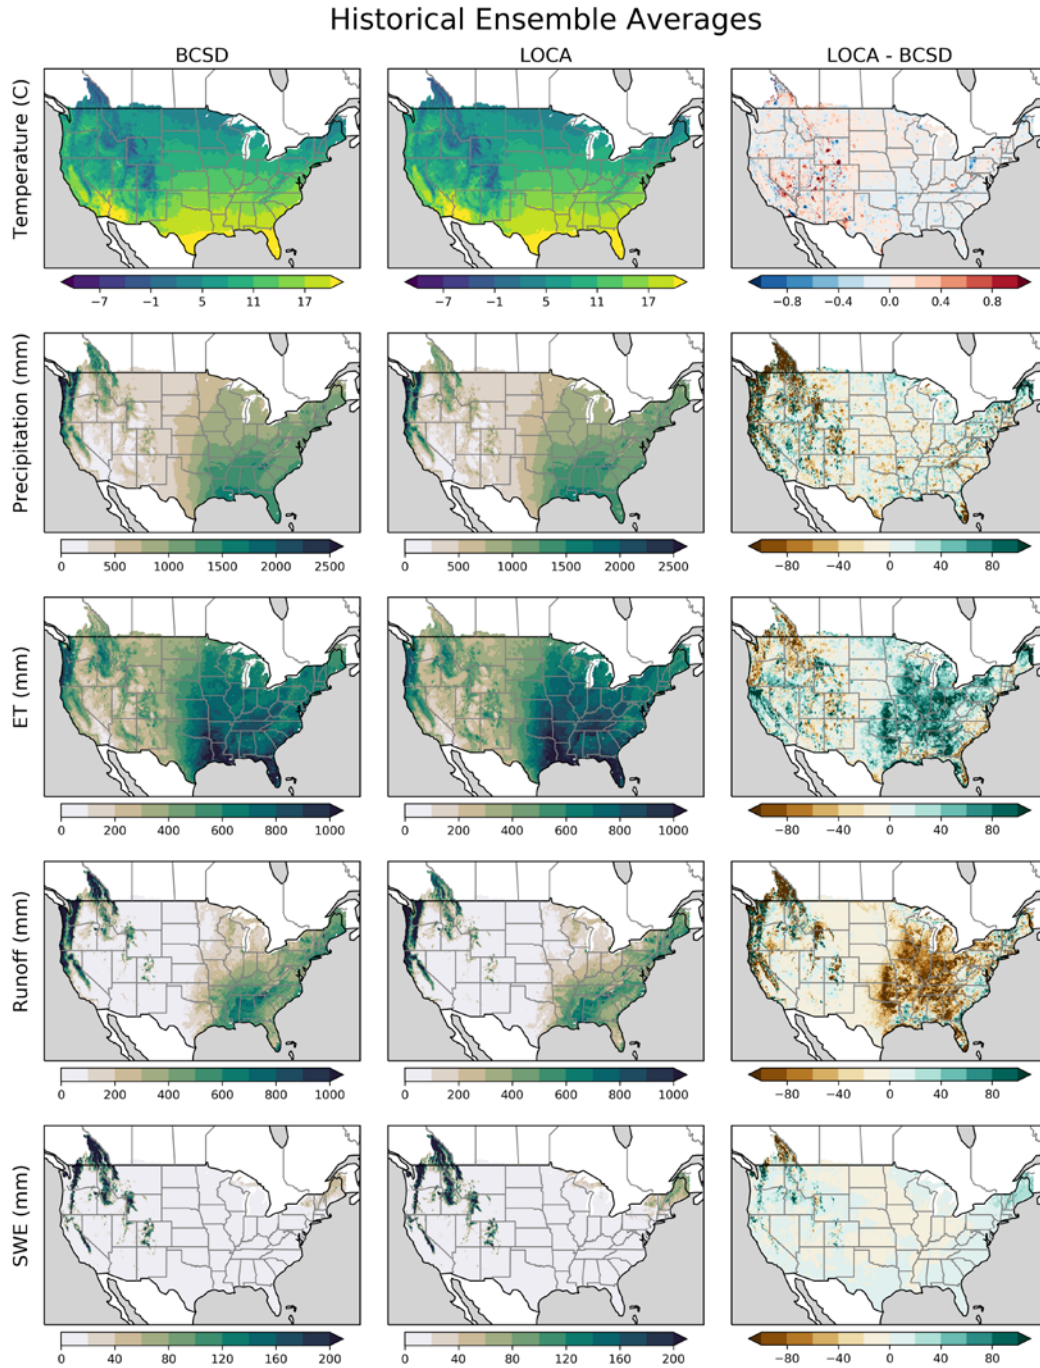 Historical Ensemble Averages
BCSD LOCA LOCA - BCSD
Temperature (C)
−7 −1 5 11 17 −7 −1 5 11 17 −0.8 −0.4 0.0 0.4 0.8
Precipitation (mm)
0 500 1000 1500 2000 2500 0 500 1000 1500 2000 2500 −80 −40 0 40 80
ET (mm)
0 200 400 600 800 1000 0 200 400 600 800 1000 −80 −40 0 40 80
Runoff (mm)
0 200 400 600 800 1000 0 200 400 600 800 1000 −80 −40 0 40 80
SWE (mm)
0 40 80 120 160 200 0 40 80 120 160 200 −80 −40 0 40 80